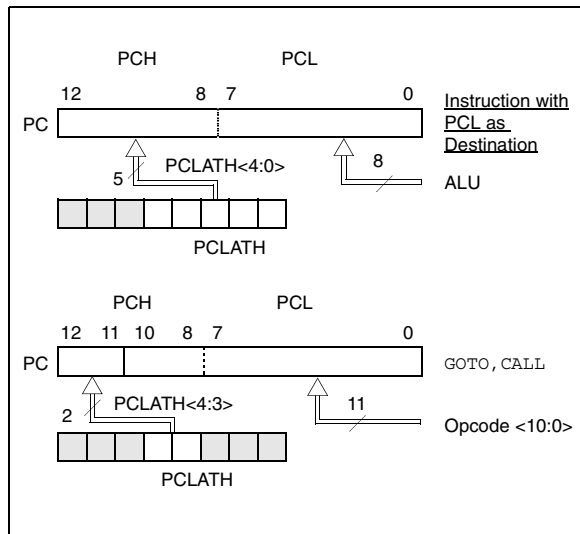 PCH PCL
12 8 7 0
PC
Instruction with
PCL as
Destination
5 PCLATH<4:0> 8
ALU
PCLATH
PCH PCL
12 11 10 8 7 0
PC GOTO,CALL
2 PCLATH<4:3> 11
Opcode <10:0>
PCLATH